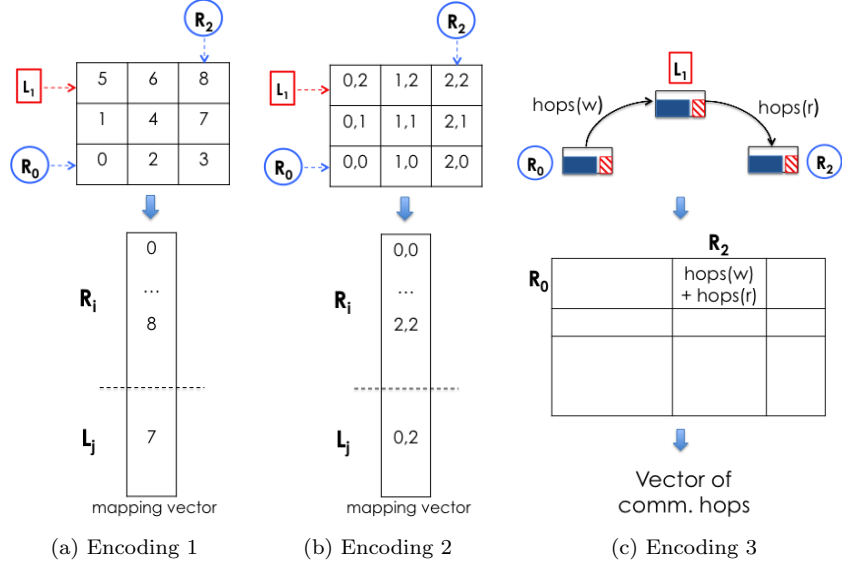 R2
L1
5 6 8
1 4 7
R0
0 2 3
0
Ri
...
8
Lj
7
mapping vector
(a) Encoding 1
R2
L1
0,2 1,2 2,2
0,1 1,1 2,1
R0
0,0 1,0 2,0
0,0
Ri
...
2,2
Lj
0,2
mapping vector
(b) Encoding 2
L1
hops(w)
hops(r)
R0
R2
R2
R0
hops(w)
+ hops(r)
Vector of
comm. hops
(c) Encoding 3